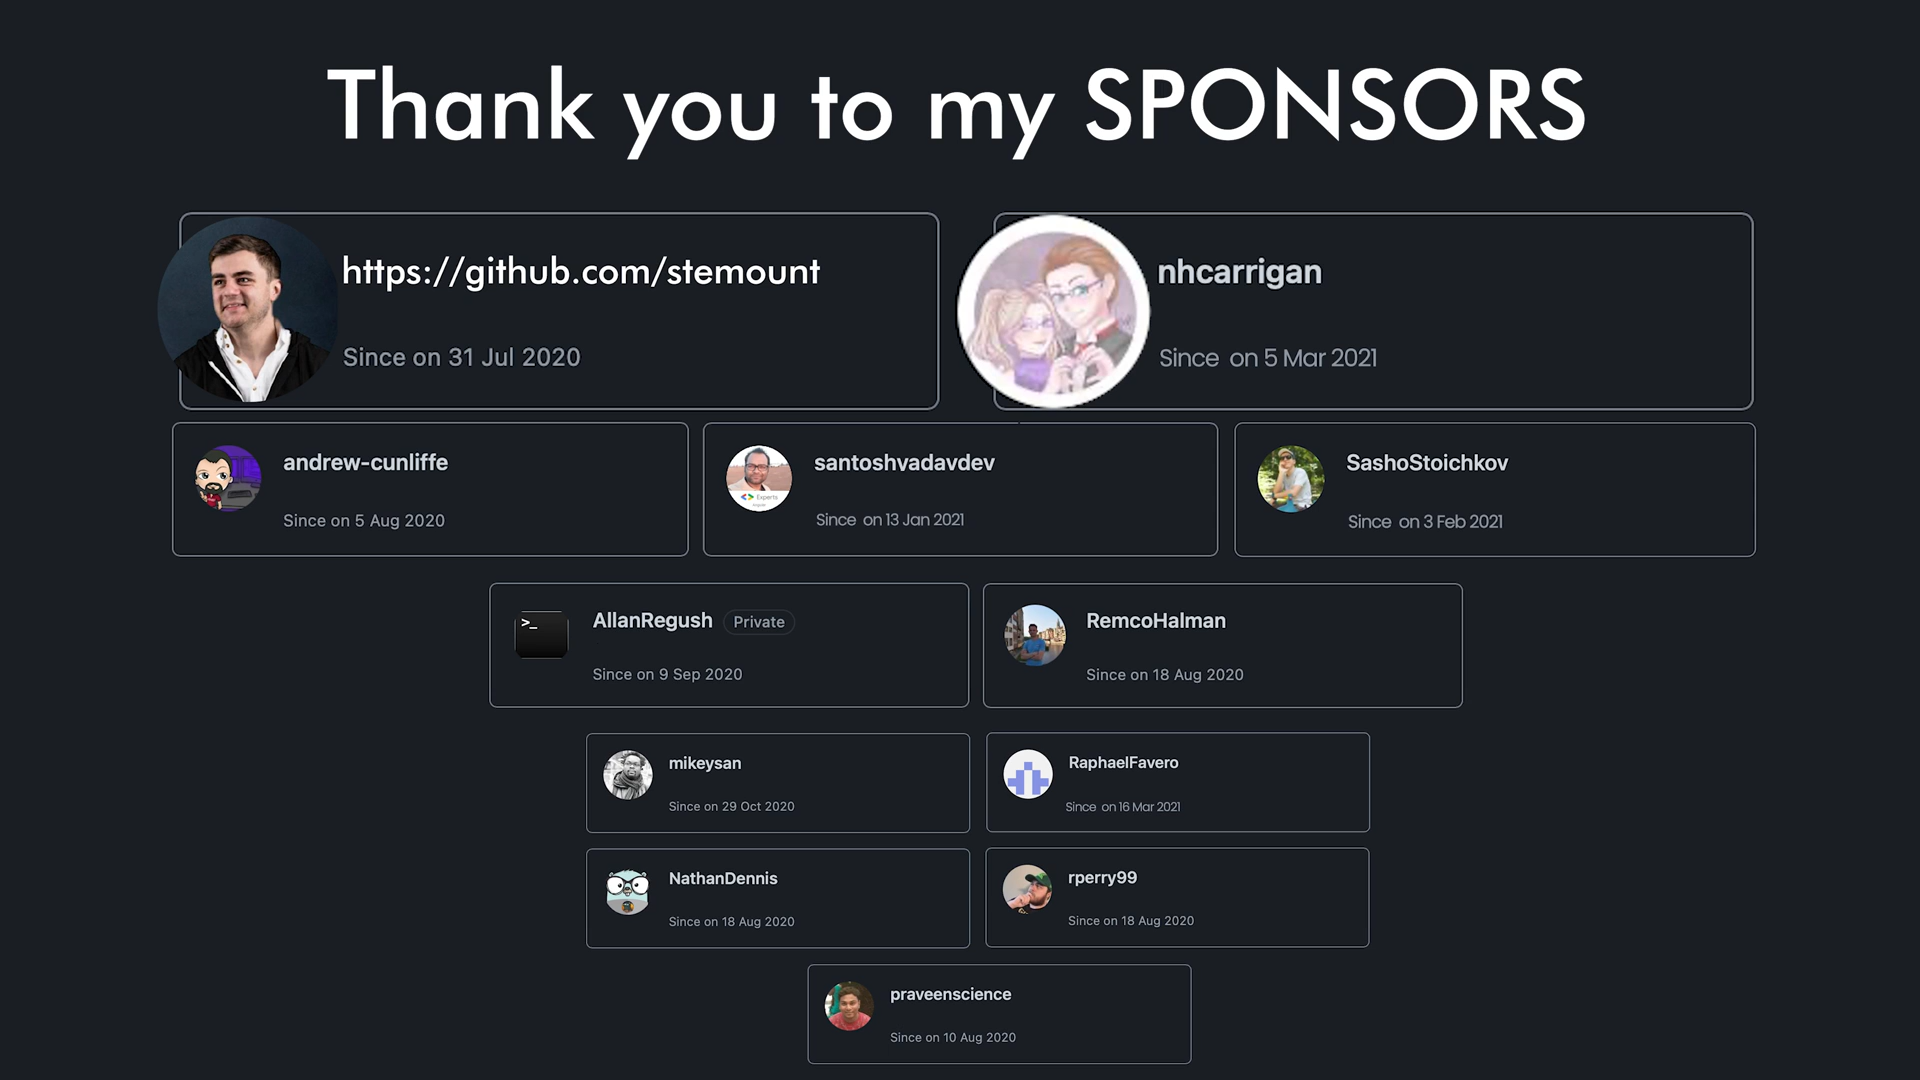 Thank you to my SPONSORS
https://github.com/stemount
Since on 31 Jul 2020
nhcarrigan
Since on 5 Mar 2021
andrew-cunliffe
Since on 5 Aug 2020
santoshyadavdev
Since on 13 Jan 2021
Experts
SashoStoichkov
Since on 3 Feb 2021
>_
AllanRegush Private
Since on 9 Sep 2020
RemcoHalman
Since on 18 Aug 2020
mikeysan
Since on 29 Oct 2020
RaphaelFavero
Since on 16 Mar 2021
NathanDennis
Since on 18 Aug 2020
rperry99
Since on 18 Aug 2020
praveenscience
Since on 10 Aug 2020